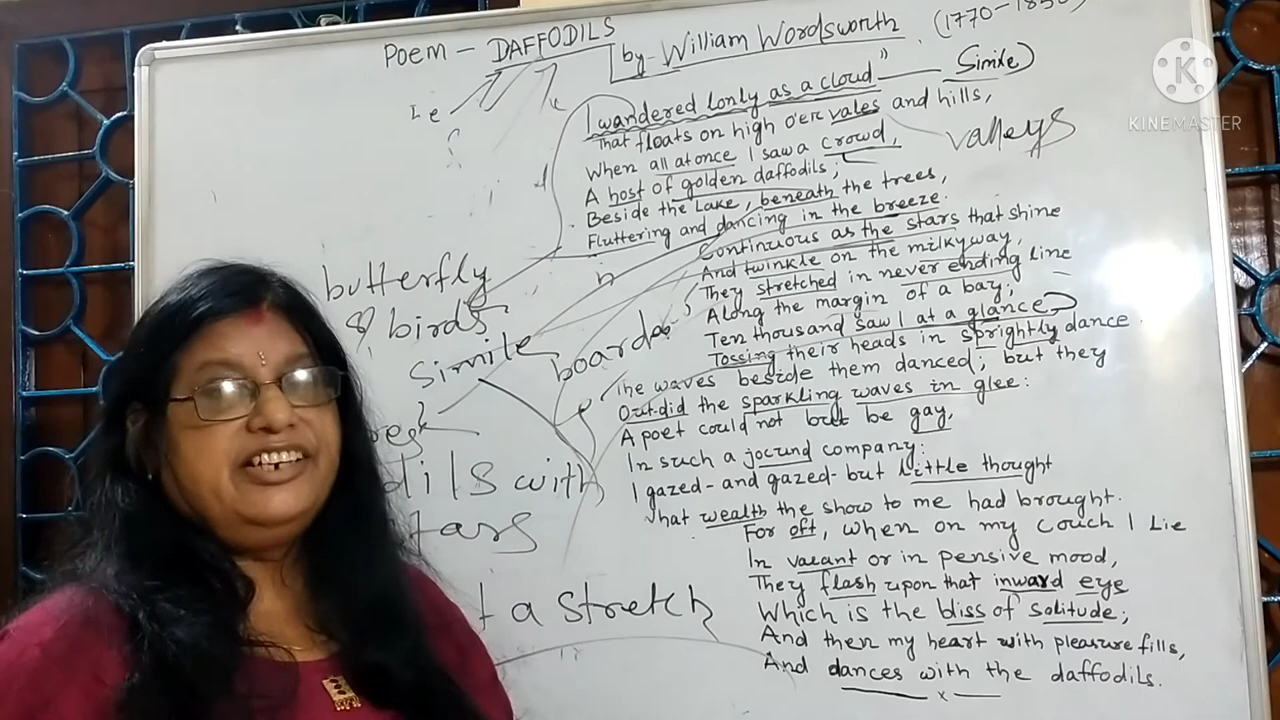 Poem - DAFFODILS
by - William Wordsworth (1770-1850)
I wandered lonly as a cloud" Simile
That floats on high o'er vales and hills,
valleys
When all at once I saw a crowd,
A host of golden daffodils;
Beside the Lake, beneath the trees,
Fluttering and dancing in the breeze.
Continuous as the stars that shine
And twinkle on the milky way,
They stretched in never ending line
Along the margin of a bay;
Ten thousand saw I at a glance
Tossing their heads in sprightly dance.
The waves beside them danced; but they
Out-did the sparkling waves in glee:
A poet could not but be gay,
In such a jocund company:
I gazed - and gazed - but little thought
What wealth the show to me had brought.
For oft, when on my couch I Lie
In vacant or in pensive mood,
They flash upon that inward eye
Which is the bliss of solitude;
And then my heart with pleasure fills,
And dances with the daffodils.
x
butterfly
& birds
Simile
dils with
tars
t a stretch
KINEMASTER